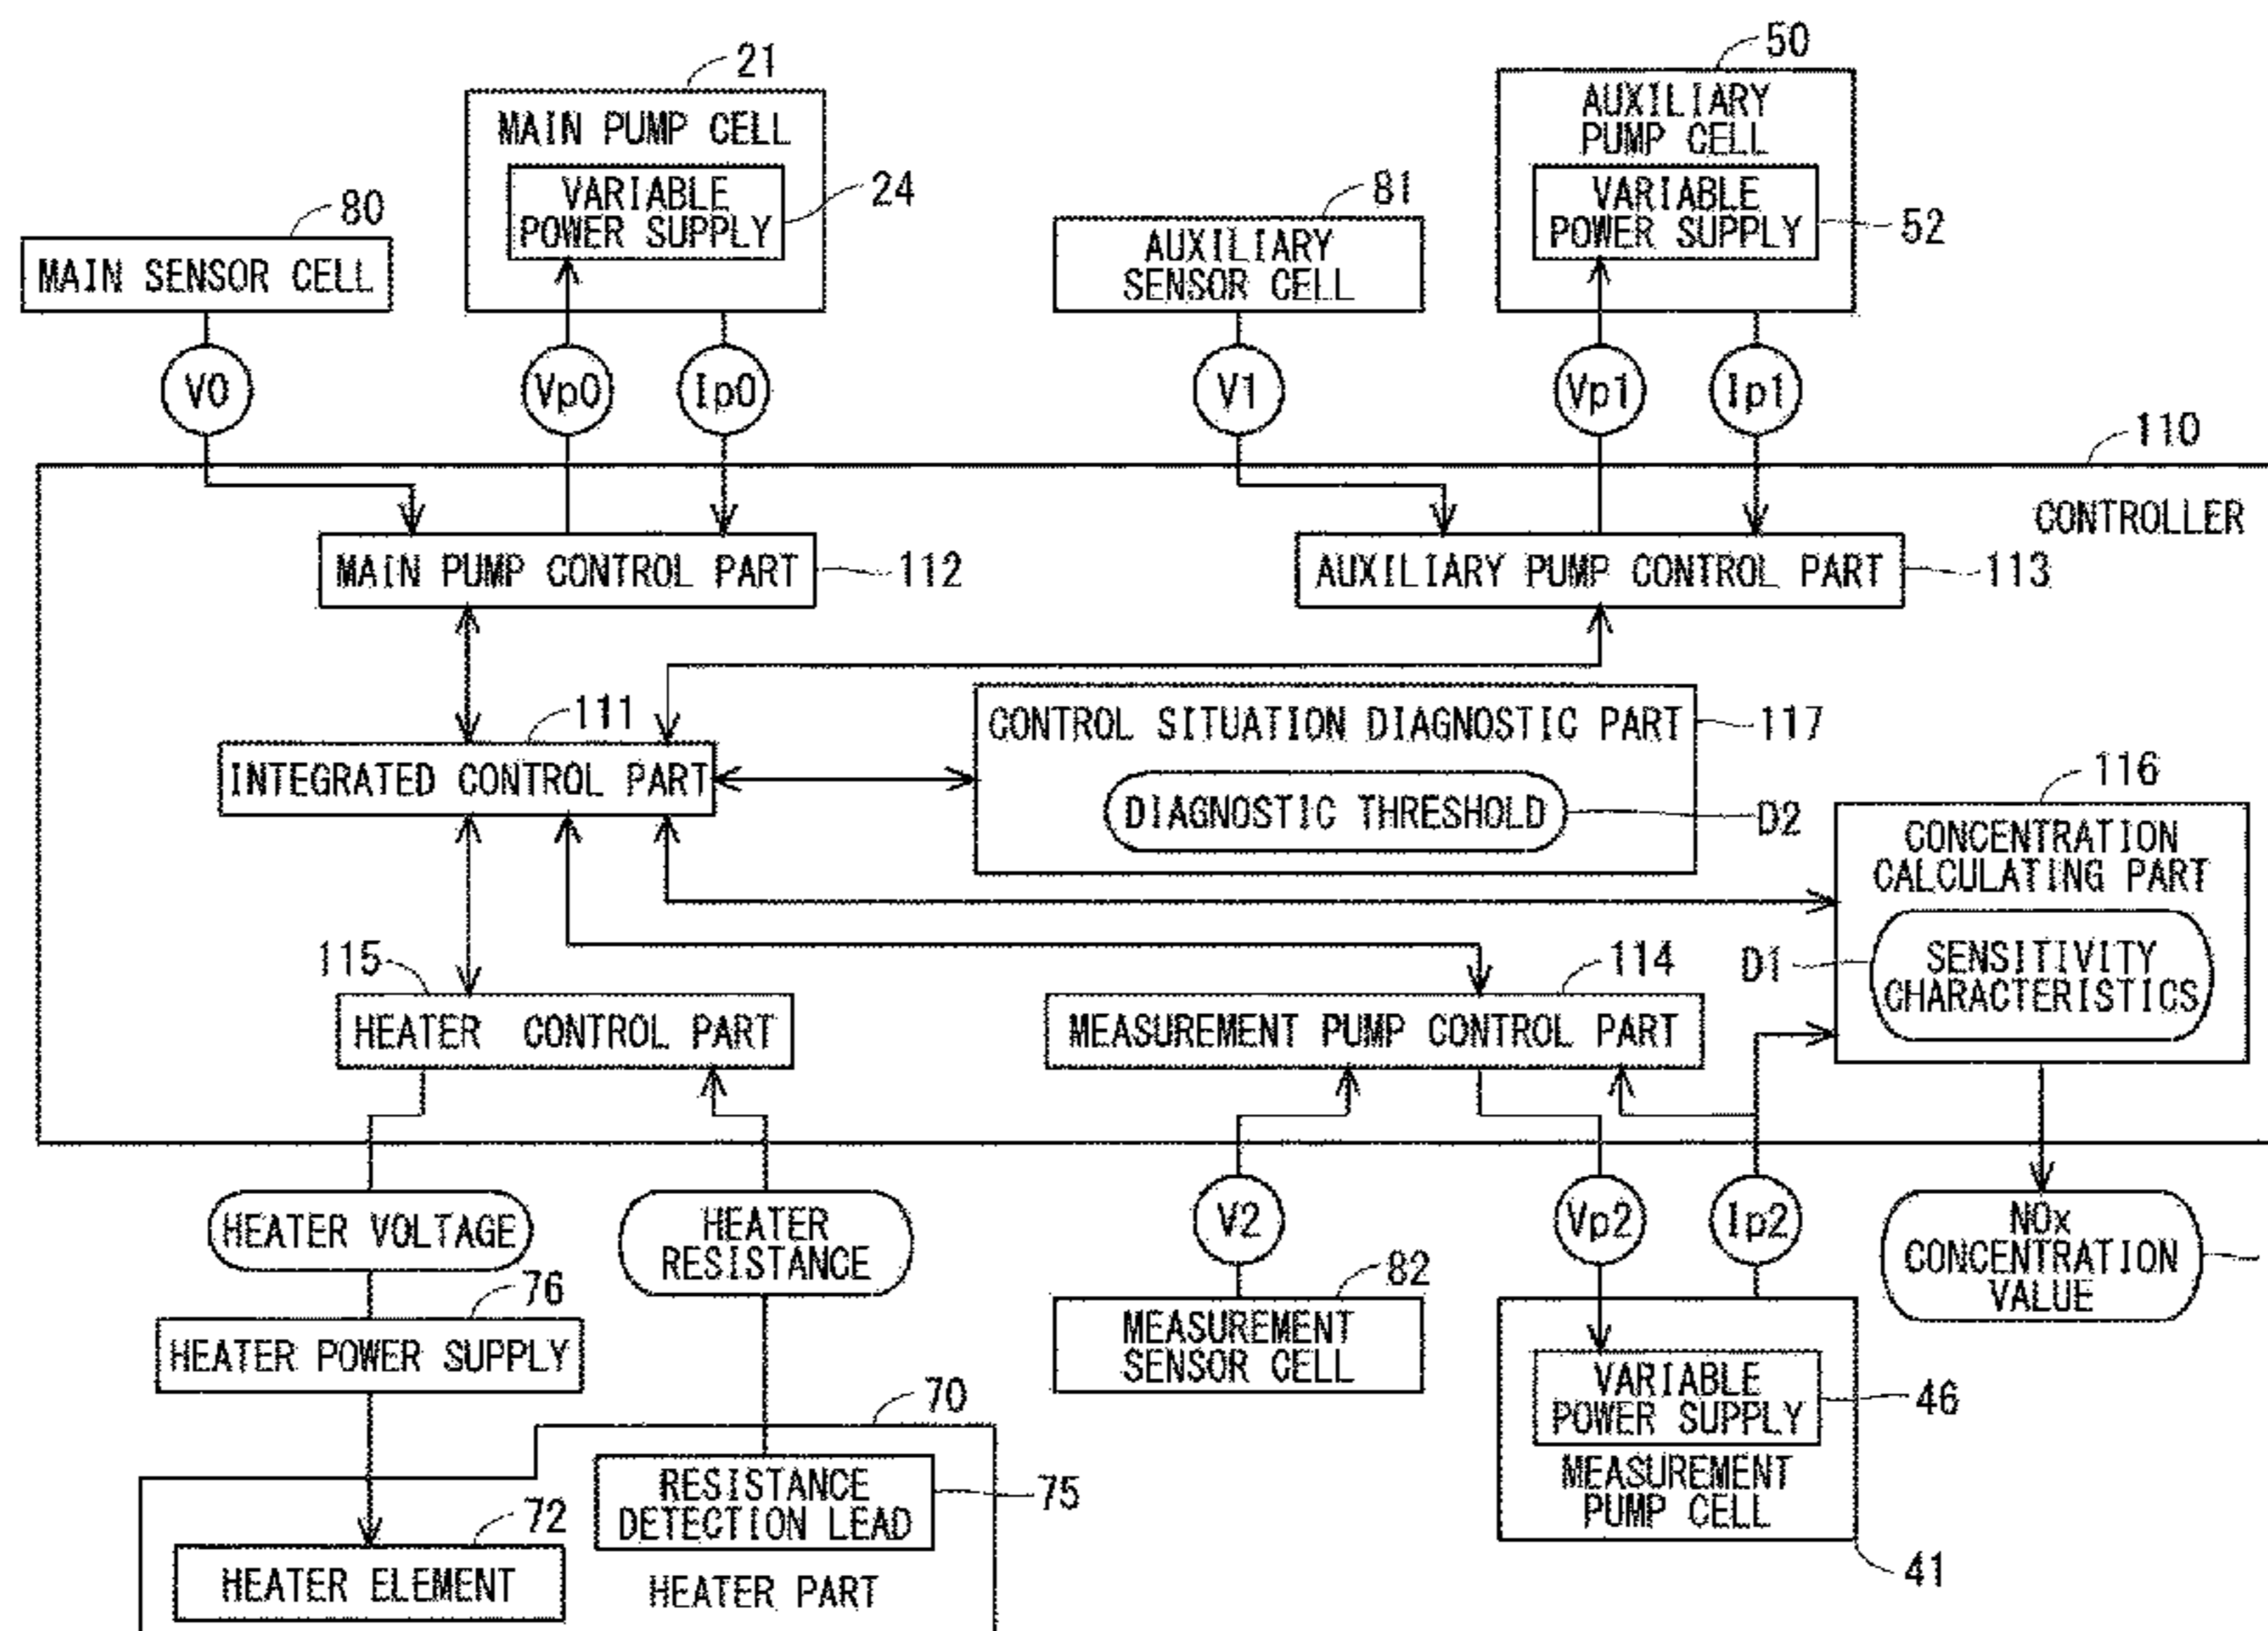 21
50
MAIN PUMP CELL
AUXILIARY
PUMP CELL
80
VARIABLE
POWER SUPPLY
24
81
VARIABLE
POWER SUPPLY
52
MAIN SENSOR CELL
AUXILIARY
SENSOR CELL
V0
Vp0
Ip0
V1
Vp1
Ip1
110
CONTROLLER
MAIN PUMP CONTROL PART
112
AUXILIARY PUMP CONTROL PART
113
111
CONTROL SITUATION DIAGNOSTIC PART
117
INTEGRATED CONTROL PART
DIAGNOSTIC THRESHOLD
D2
116
CONCENTRATION
CALCULATING PART
115
114
D1
SENSITIVITY
CHARACTERISTICS
HEATER CONTROL PART
MEASUREMENT PUMP CONTROL PART
HEATER VOLTAGE
HEATER
RESISTANCE
V2
Vp2
Ip2
NOx
CONCENTRATION
VALUE
76
82
HEATER POWER SUPPLY
MEASUREMENT
SENSOR CELL
VARIABLE
POWER SUPPLY
46
70
RESISTANCE
DETECTION LEAD
75
MEASUREMENT
PUMP CELL
72
HEATER ELEMENT
HEATER PART
41